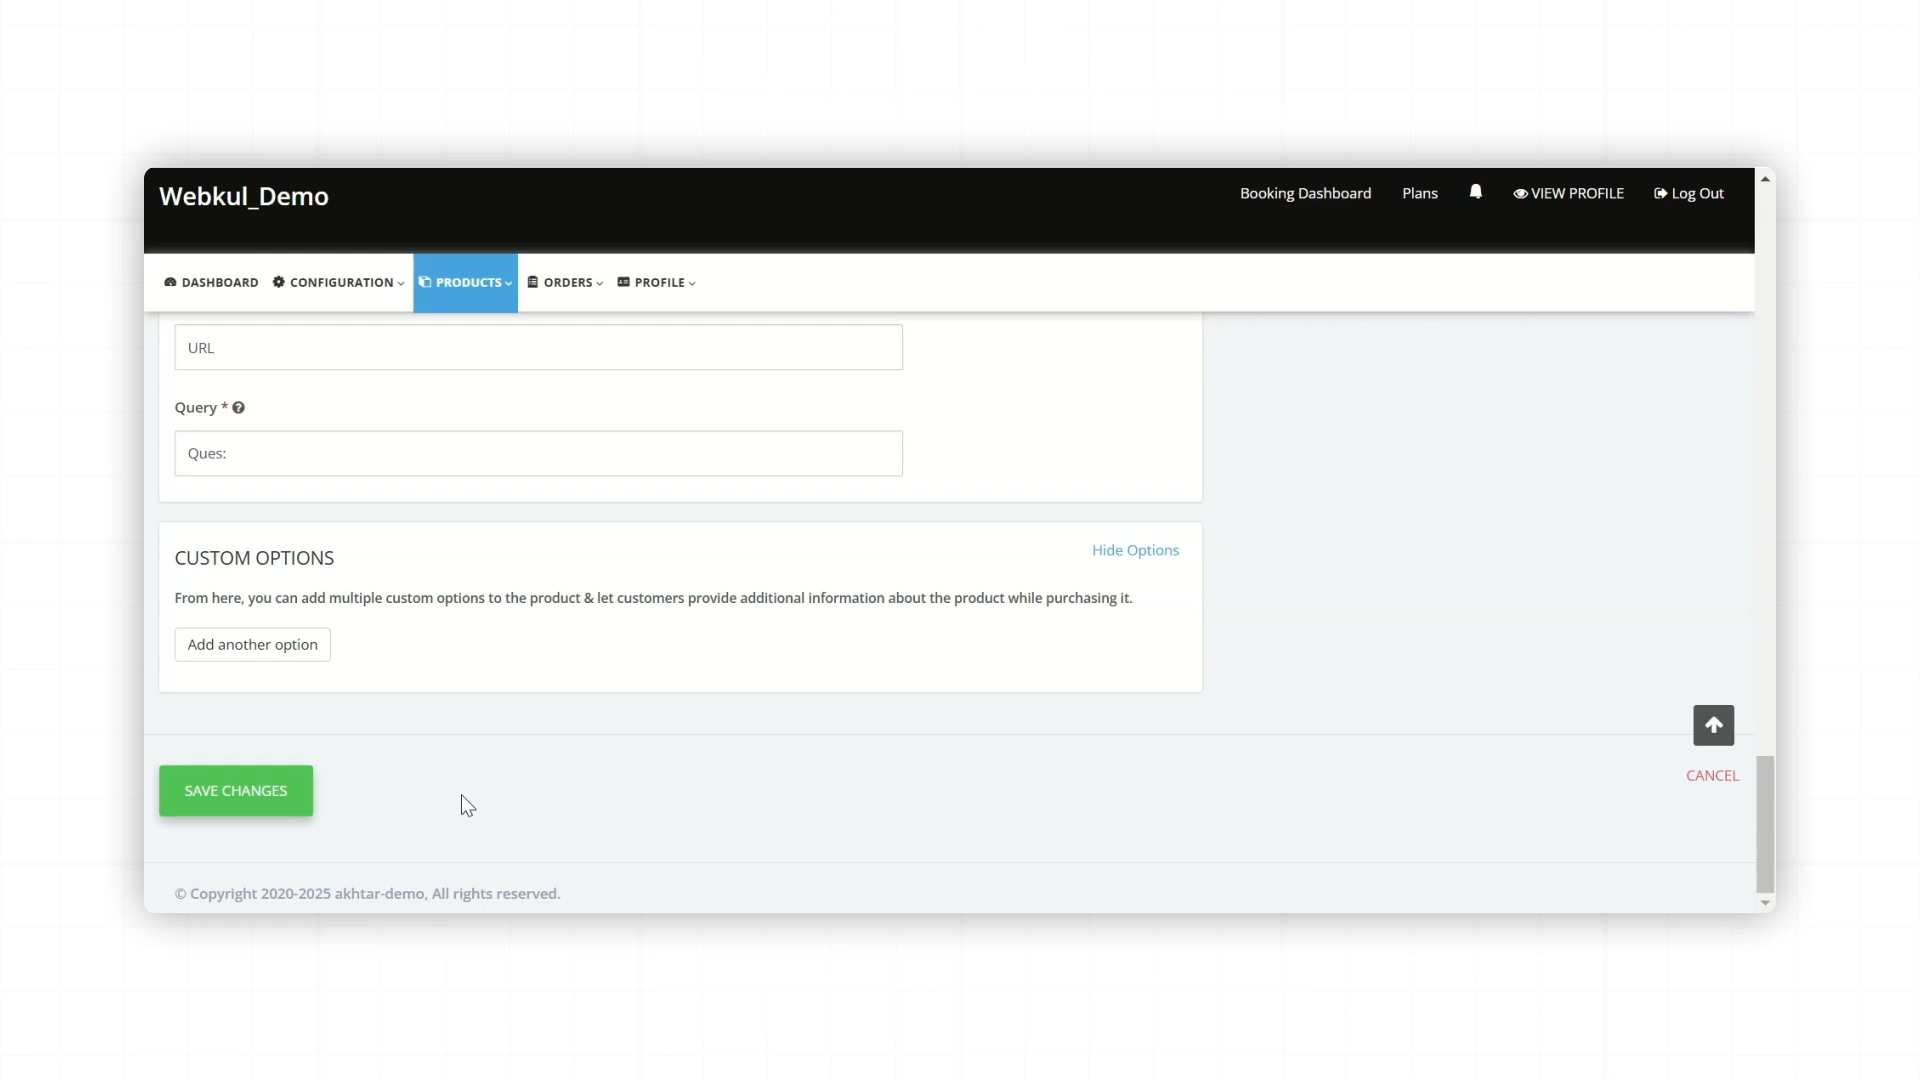 Webkul_Demo
Booking Dashboard
Plans
VIEW PROFILE
Log Out
DASHBOARD
CONFIGURATION
PRODUCTS
ORDERS
PROFILE
URL
Query *
Ques:
CUSTOM OPTIONS
Hide Options
From here, you can add multiple custom options to the product & let customers provide additional information about the product while purchasing it.
Add another option
SAVE CHANGES
CANCEL
© Copyright 2020-2025 akhtar-demo, All rights reserved.